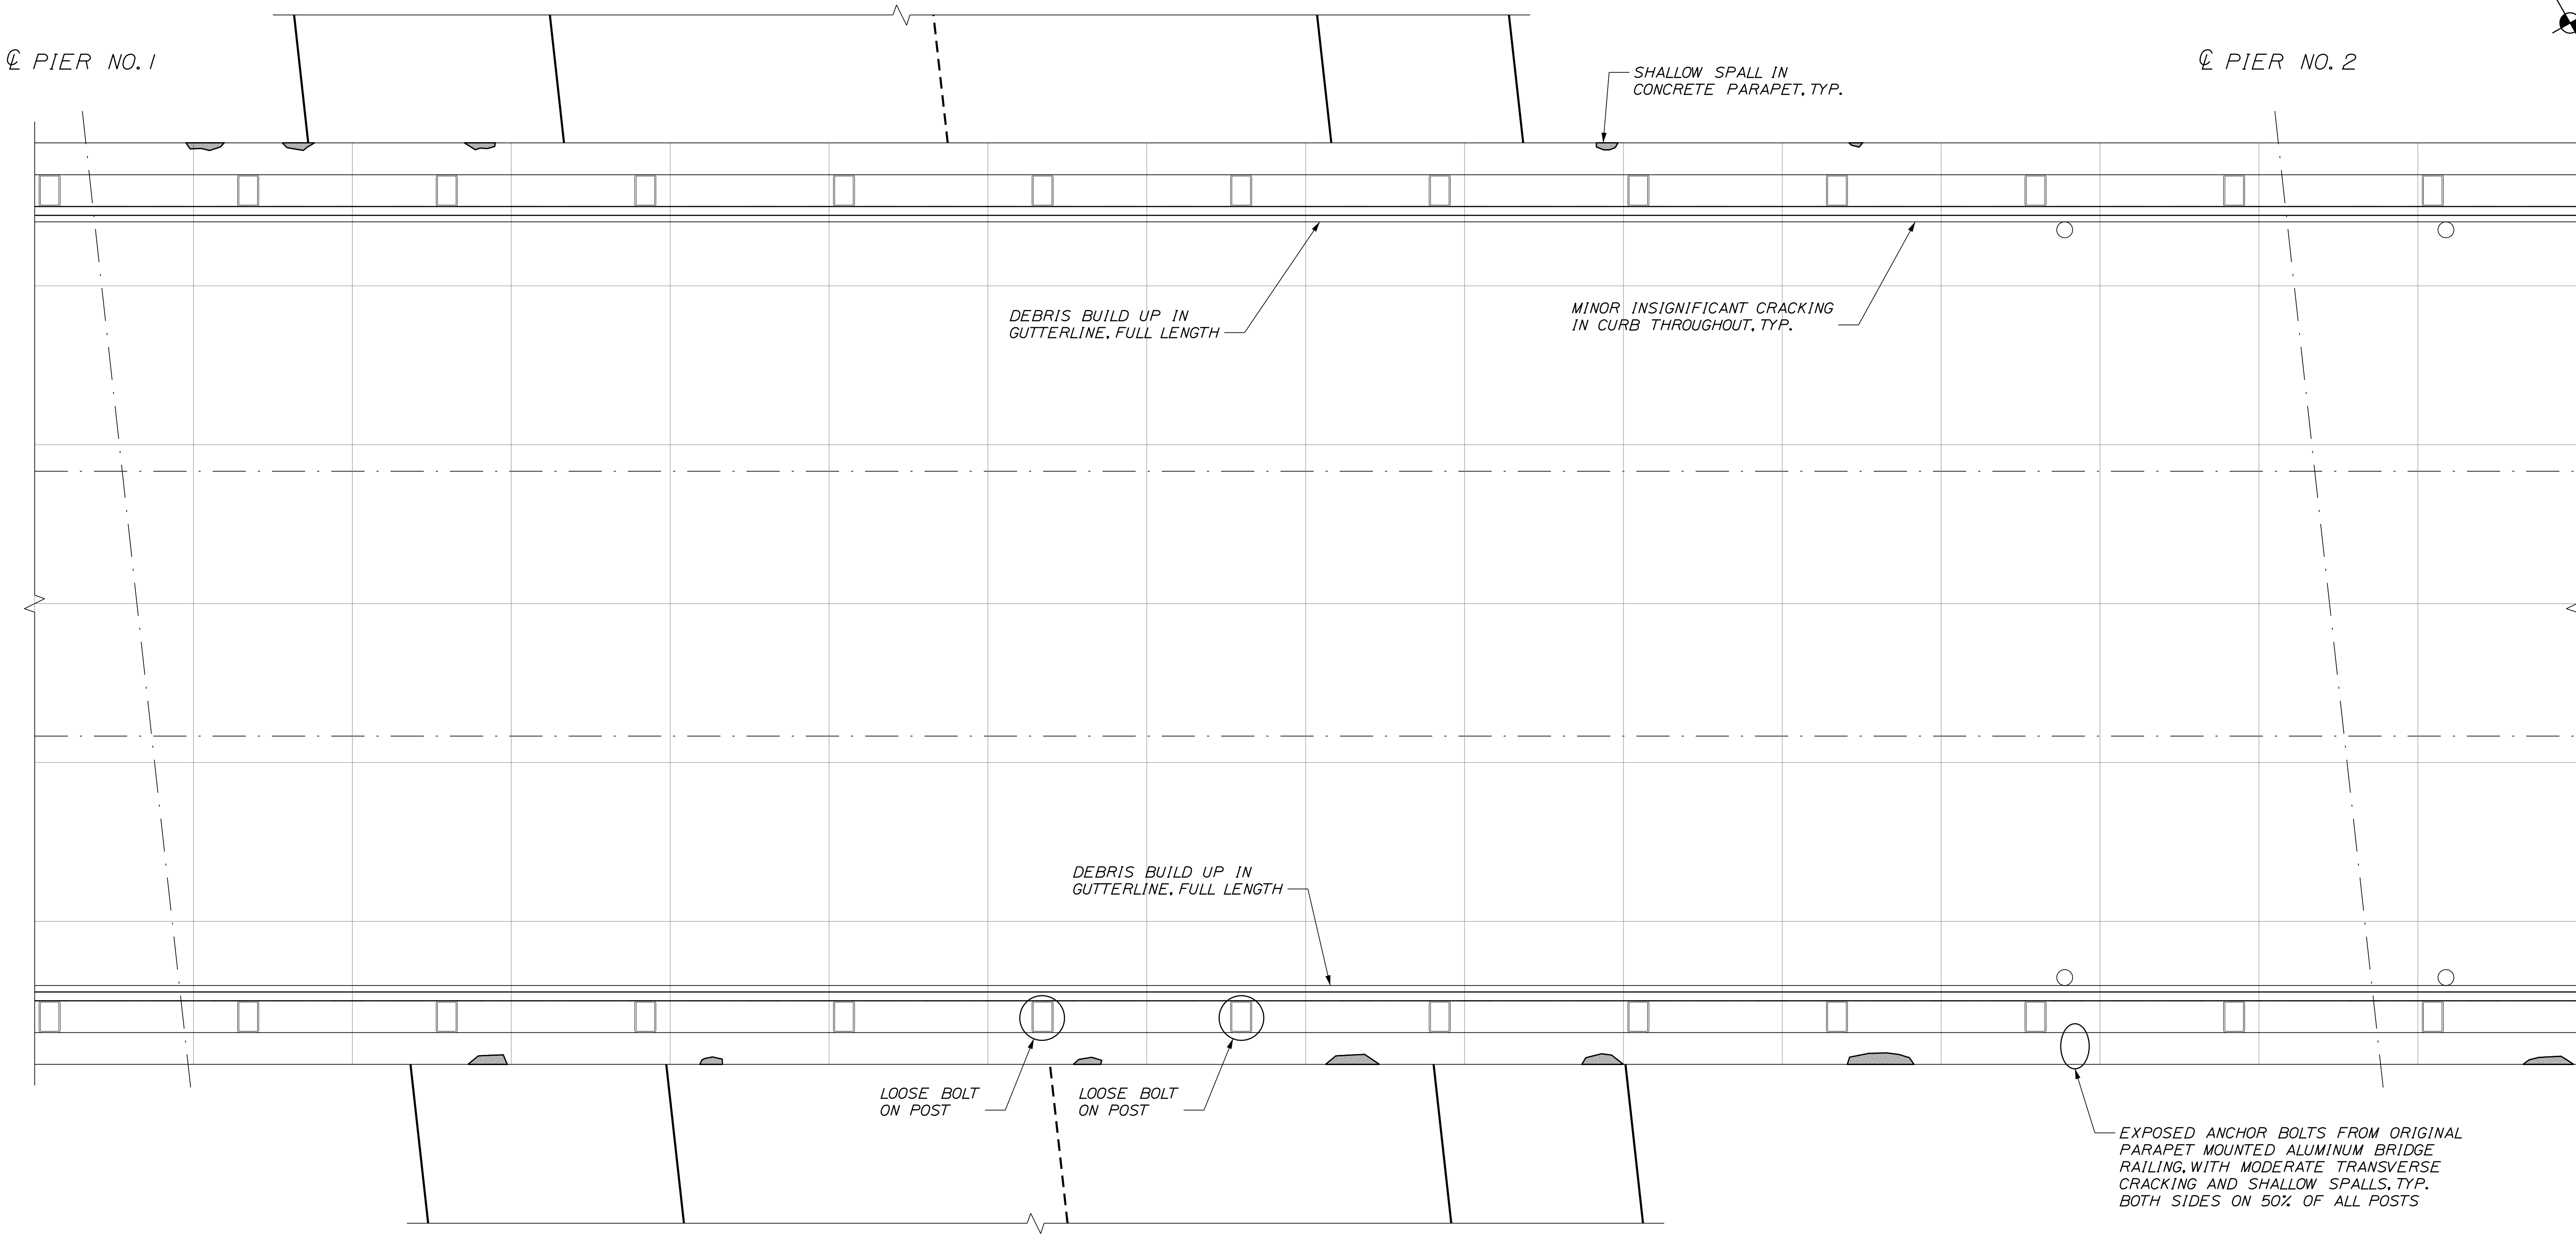 ℄ PIER NO. 1
℄ PIER NO. 2
SHALLOW SPALL IN
CONCRETE PARAPET, TYP.
DEBRIS BUILD UP IN
GUTTERLINE, FULL LENGTH
MINOR INSIGNIFICANT CRACKING
IN CURB THROUGHOUT, TYP.
DEBRIS BUILD UP IN
GUTTERLINE, FULL LENGTH
LOOSE BOLT
ON POST
LOOSE BOLT
ON POST
EXPOSED ANCHOR BOLTS FROM ORIGINAL
PARAPET MOUNTED ALUMINUM BRIDGE
RAILING, WITH MODERATE TRANSVERSE
CRACKING AND SHALLOW SPALLS, TYP.
BOTH SIDES ON 50% OF ALL POSTS